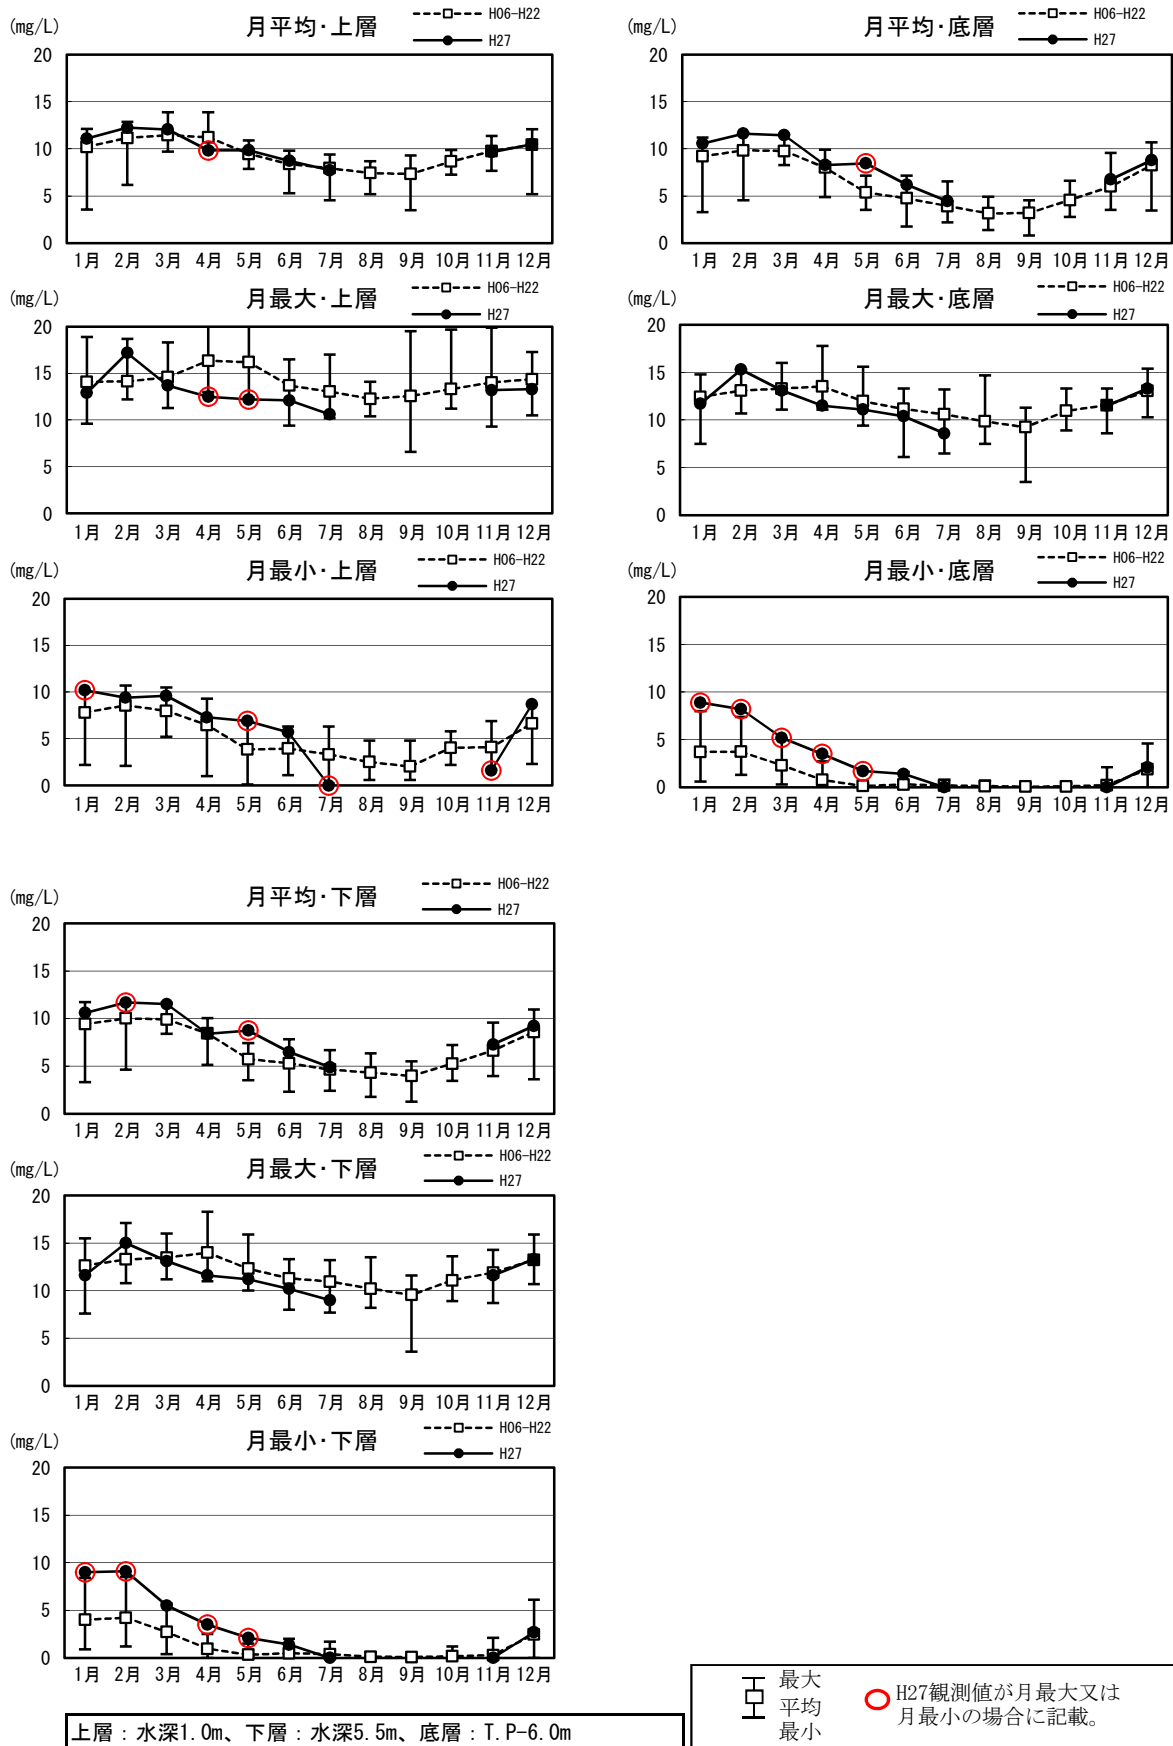 (mg/L)
月平均･上層
H06-H22
H27
20
15
10
5
0
1月 2月 3月 4月 5月 6月 7月 8月 9月 10月 11月 12月
(mg/L)
月平均･底層
H06-H22
H27
20
15
10
5
0
1月 2月 3月 4月 5月 6月 7月 8月 9月 10月 11月 12月
(mg/L)
月最大･上層
H06-H22
H27
20
15
10
5
0
1月 2月 3月 4月 5月 6月 7月 8月 9月 10月 11月 12月
(mg/L)
月最大･底層
H06-H22
H27
20
15
10
5
0
1月 2月 3月 4月 5月 6月 7月 8月 9月 10月 11月 12月
(mg/L)
月最小･上層
H06-H22
H27
20
15
10
5
0
1月 2月 3月 4月 5月 6月 7月 8月 9月 10月 11月 12月
(mg/L)
月最小･底層
H06-H22
H27
20
15
10
5
0
1月 2月 3月 4月 5月 6月 7月 8月 9月 10月 11月 12月
(mg/L)
月平均･下層
H06-H22
H27
20
15
10
5
0
1月 2月 3月 4月 5月 6月 7月 8月 9月 10月 11月 12月
(mg/L)
月最大･下層
H06-H22
H27
20
15
10
5
0
1月 2月 3月 4月 5月 6月 7月 8月 9月 10月 11月 12月
(mg/L)
月最小･下層
H06-H22
H27
20
15
10
5
0
1月 2月 3月 4月 5月 6月 7月 8月 9月 10月 11月 12月
上層：水深1.0m、下層：水深5.5m、底層：T.P-6.0m
最大
平均
最小
H27観測値が月最大又は
月最小の場合に記載。